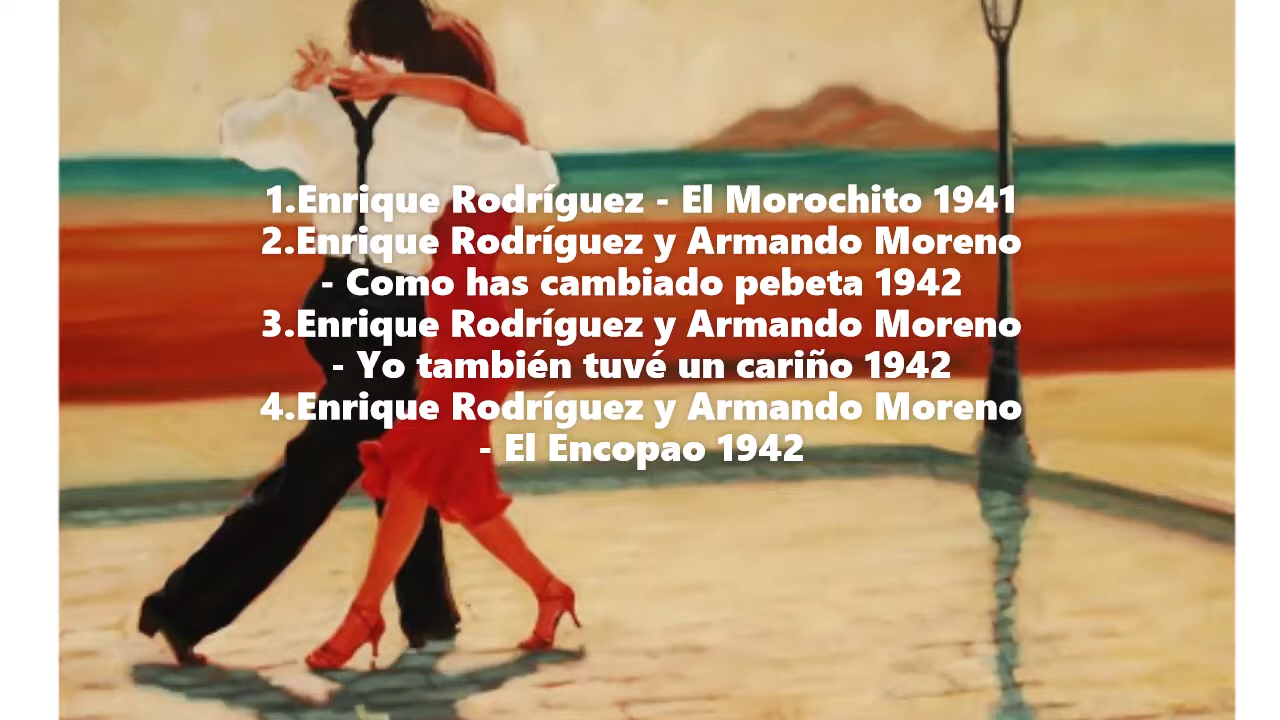 1.Enrique Rodríguez - El Morochito 1941
2.Enrique Rodríguez y Armando Moreno
- Como has cambiado pebeta 1942
3.Enrique Rodríguez y Armando Moreno
- Yo también tuvé un cariño 1942
4.Enrique Rodríguez y Armando Moreno
- El Encopao 1942